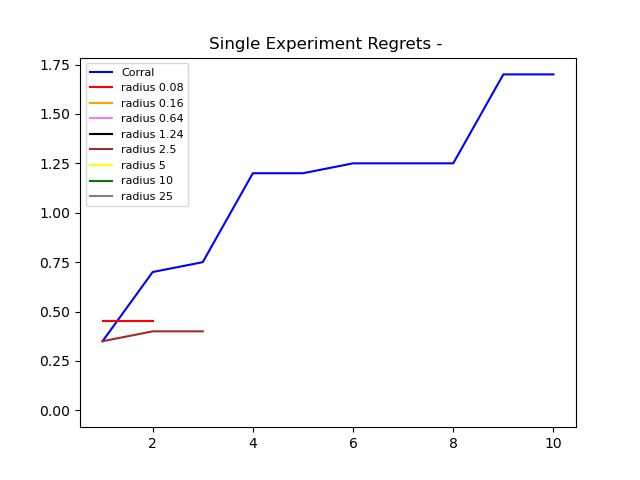 Single Experiment Regrets -
1.75
1.50
1.25
1.00
0.75
0.50
0.25
0.00
Corral
radius 0.08
radius 0.16
radius 0.64
radius 1.24
radius 2.5
radius 5
radius 10
radius 25
2 4 6 8 10